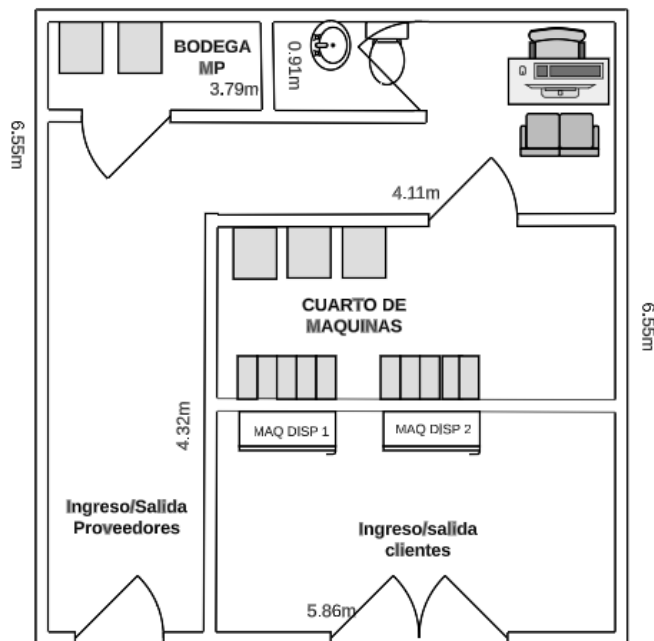 BODEGA
MP
3.79m
0.91m
6.55m
4.11m
CUARTO DE
MAQUINAS
6.55m
4.32m
MAQ DISP 1
MAQ DISP 2
Ingreso/Salida
Proveedores
Ingreso/salida
clientes
5.86m